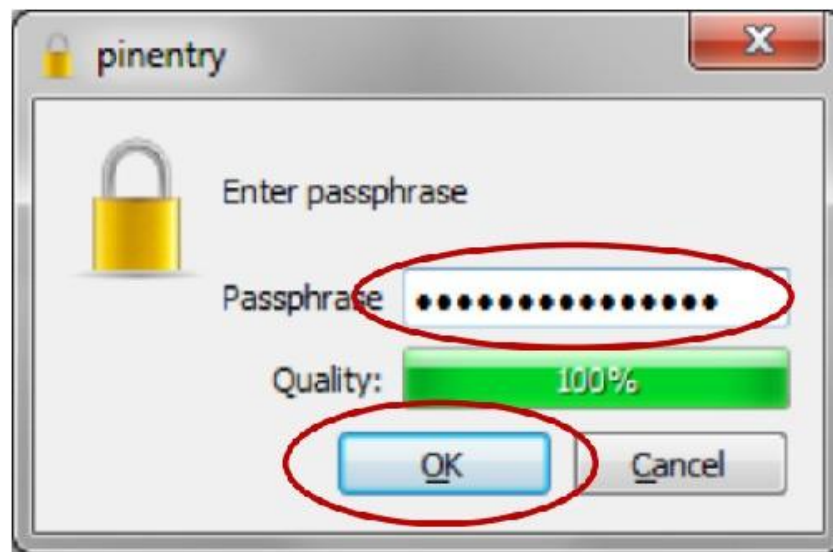 pinentry
Enter passphrase
Passphrase ●●●●●●●●●●●●●●●
Quality: 100%
OK Cancel